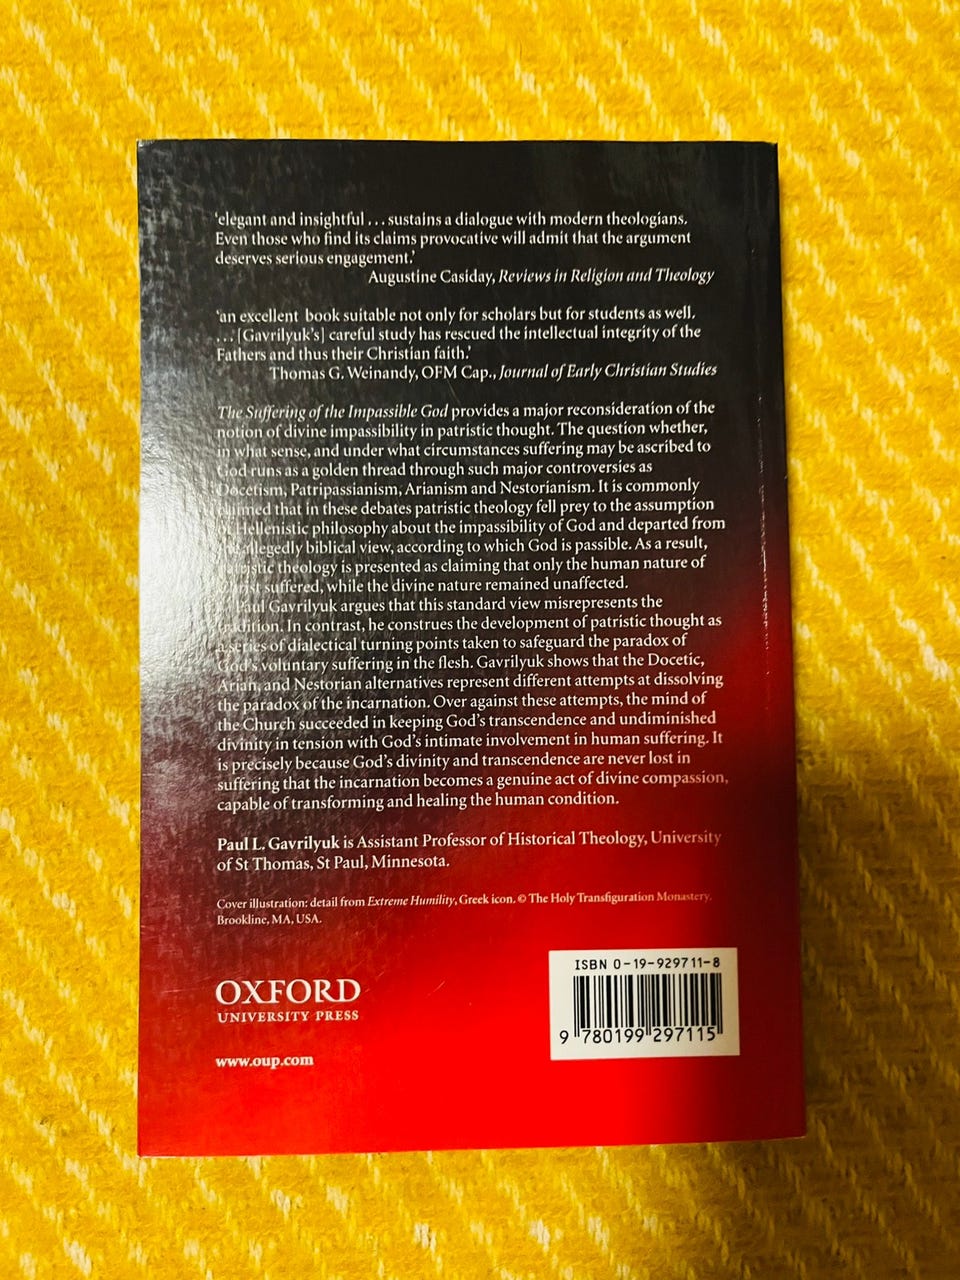 'elegant and insightful . . . sustains a dialogue with modern theologians.
Even those who find its claims provocative will admit that the argument
deserves serious engagement.'
Augustine Casiday, Reviews in Religion and Theology
'an excellent book suitable not only for scholars but for students as well.
. . . [Gavrilyuk's] careful study has rescued the intellectual integrity of the
Fathers and thus their Christian faith.'
Thomas G. Weinandy, OFM Cap., Journal of Early Christian Studies
The Suffering of the Impassible God provides a major reconsideration of the
notion of divine impassibility in patristic thought. The question whether,
in what sense, and under what circumstances suffering may be ascribed to
God runs as a golden thread through such major controversies as
Docetism, Patripassianism, Arianism and Nestorianism. It is commonly
claimed that in these debates patristic theology fell prey to the assumption
of Hellenistic philosophy about the impassibility of God and departed from
the allegedly biblical view, according to which God is passible. As a result,
patristic theology is presented as claiming that only the human nature of
Christ suffered, while the divine nature remained unaffected.
Paul Gavrilyuk argues that this standard view misrepresents the
tradition. In contrast, he construes the development of patristic thought as
a series of dialectical turning points taken to safeguard the paradox of
God's voluntary suffering in the flesh. Gavrilyuk shows that the Docetic,
Arian, and Nestorian alternatives represent different attempts at dissolving
the paradox of the incarnation. Over against these attempts, the mind of
the Church succeeded in keeping God's transcendence and undiminished
divinity in tension with God's intimate involvement in human suffering. It
is precisely because God's divinity and transcendence are never lost in
suffering that the incarnation becomes a genuine act of divine compassion,
capable of transforming and healing the human condition.
Paul L. Gavrilyuk is Assistant Professor of Historical Theology, University
of St Thomas, St Paul, Minnesota.
Cover illustration: detail from Extreme Humility, Greek icon. © The Holy Transfiguration Monastery,
Brookline, MA, USA.
ISBN 0-19-929711-8
OXFORD
UNIVERSITY PRESS
9 780199 297115
www.oup.com